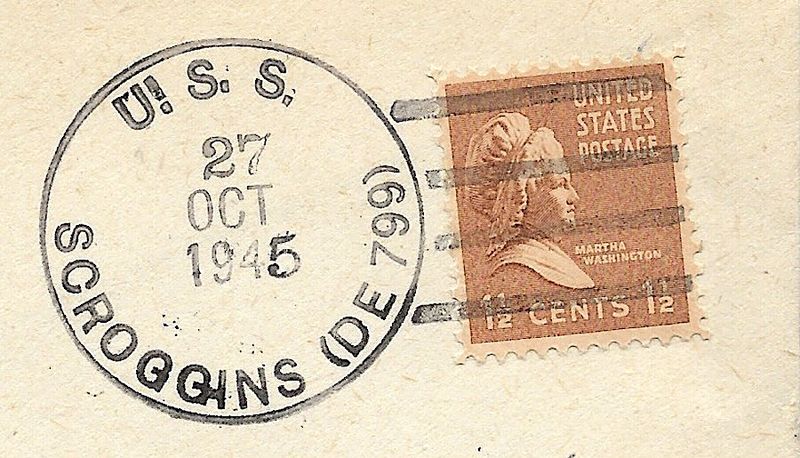 U. S. S.
27
OCT
1945
SCROGGINS (DE 799)
UNITED
STATES
POSTAGE
MARTHA
WASHINGTON
1½ CENTS 1½